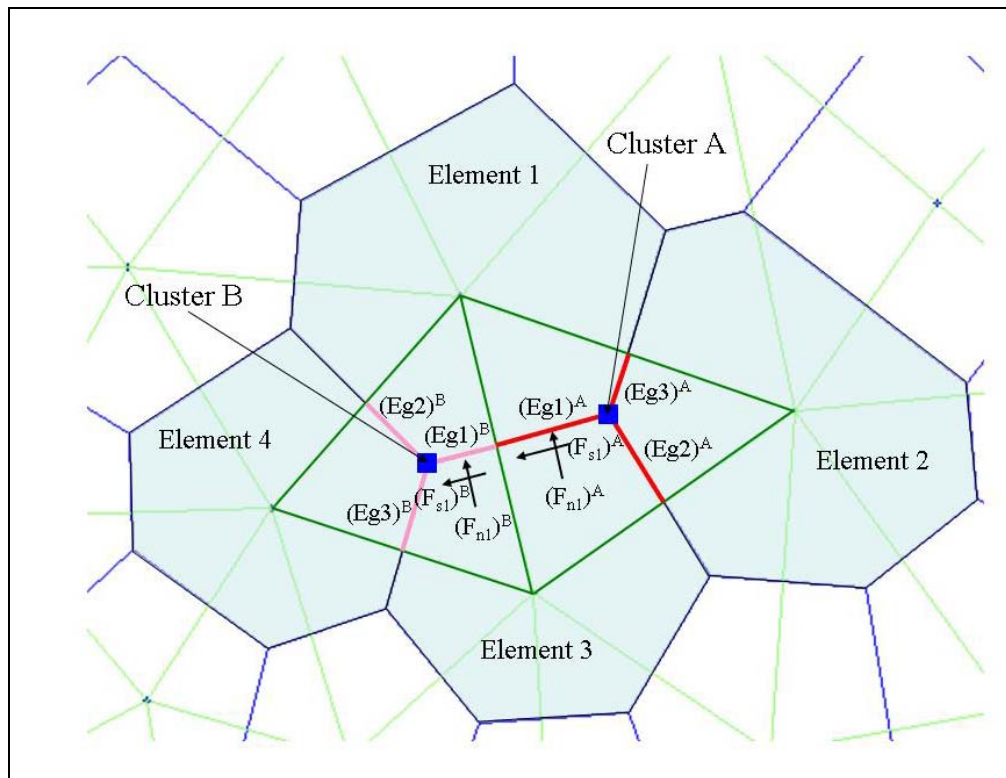 Cluster A
Element 1
Cluster B
(Eg3)ᴬ
(Eg2)ᴮ
(Eg1)ᴬ
(Eg1)ᴮ
Element 4
(Eg2)ᴬ
(Fₛ₁)ᴬ
Element 2
(Fₛ₁)ᴮ
(Fₙ₁)ᴬ
(Eg3)ᴮ
(Fₙ₁)ᴮ
Element 3